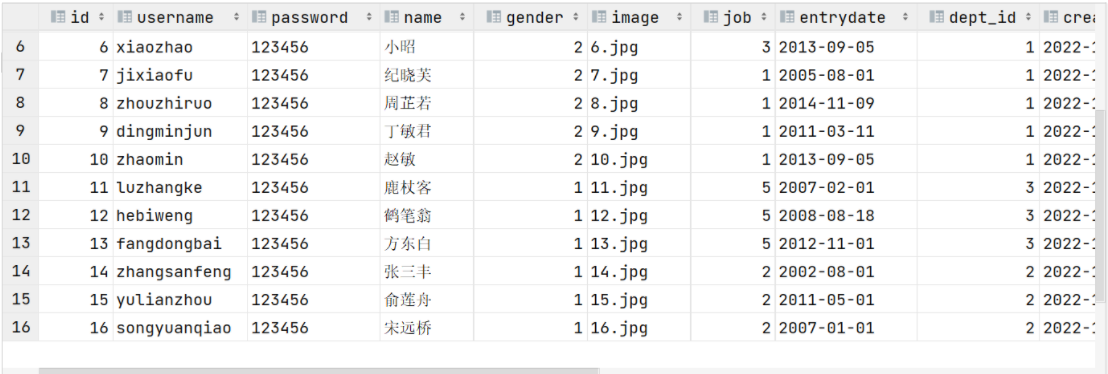 id username password name gender image job entrydate dept_id crea
6 6 xiaozhao 123456 小昭 2 6.jpg 3 2013-09-05 1 2022-1
7 7 jixiaofu 123456 纪晓芙 2 7.jpg 1 2005-08-01 1 2022-1
8 8 zhouzhiruo 123456 周芷若 2 8.jpg 1 2014-11-09 1 2022-1
9 9 dingminjun 123456 丁敏君 2 9.jpg 1 2011-03-11 1 2022-1
10 10 zhaomin 123456 赵敏 2 10.jpg 1 2013-09-05 1 2022-1
11 11 luzhangke 123456 鹿杖客 1 11.jpg 5 2007-02-01 3 2022-1
12 12 hebiweng 123456 鹤笔翁 1 12.jpg 5 2008-08-18 3 2022-1
13 13 fangdongbai 123456 方东白 1 13.jpg 5 2012-11-01 3 2022-1
14 14 zhangsanfeng 123456 张三丰 1 14.jpg 2 2002-08-01 2 2022-1
15 15 yulianzhou 123456 俞莲舟 1 15.jpg 2 2011-05-01 2 2022-1
16 16 songyuanqiao 123456 宋远桥 1 16.jpg 2 2007-01-01 2 2022-1